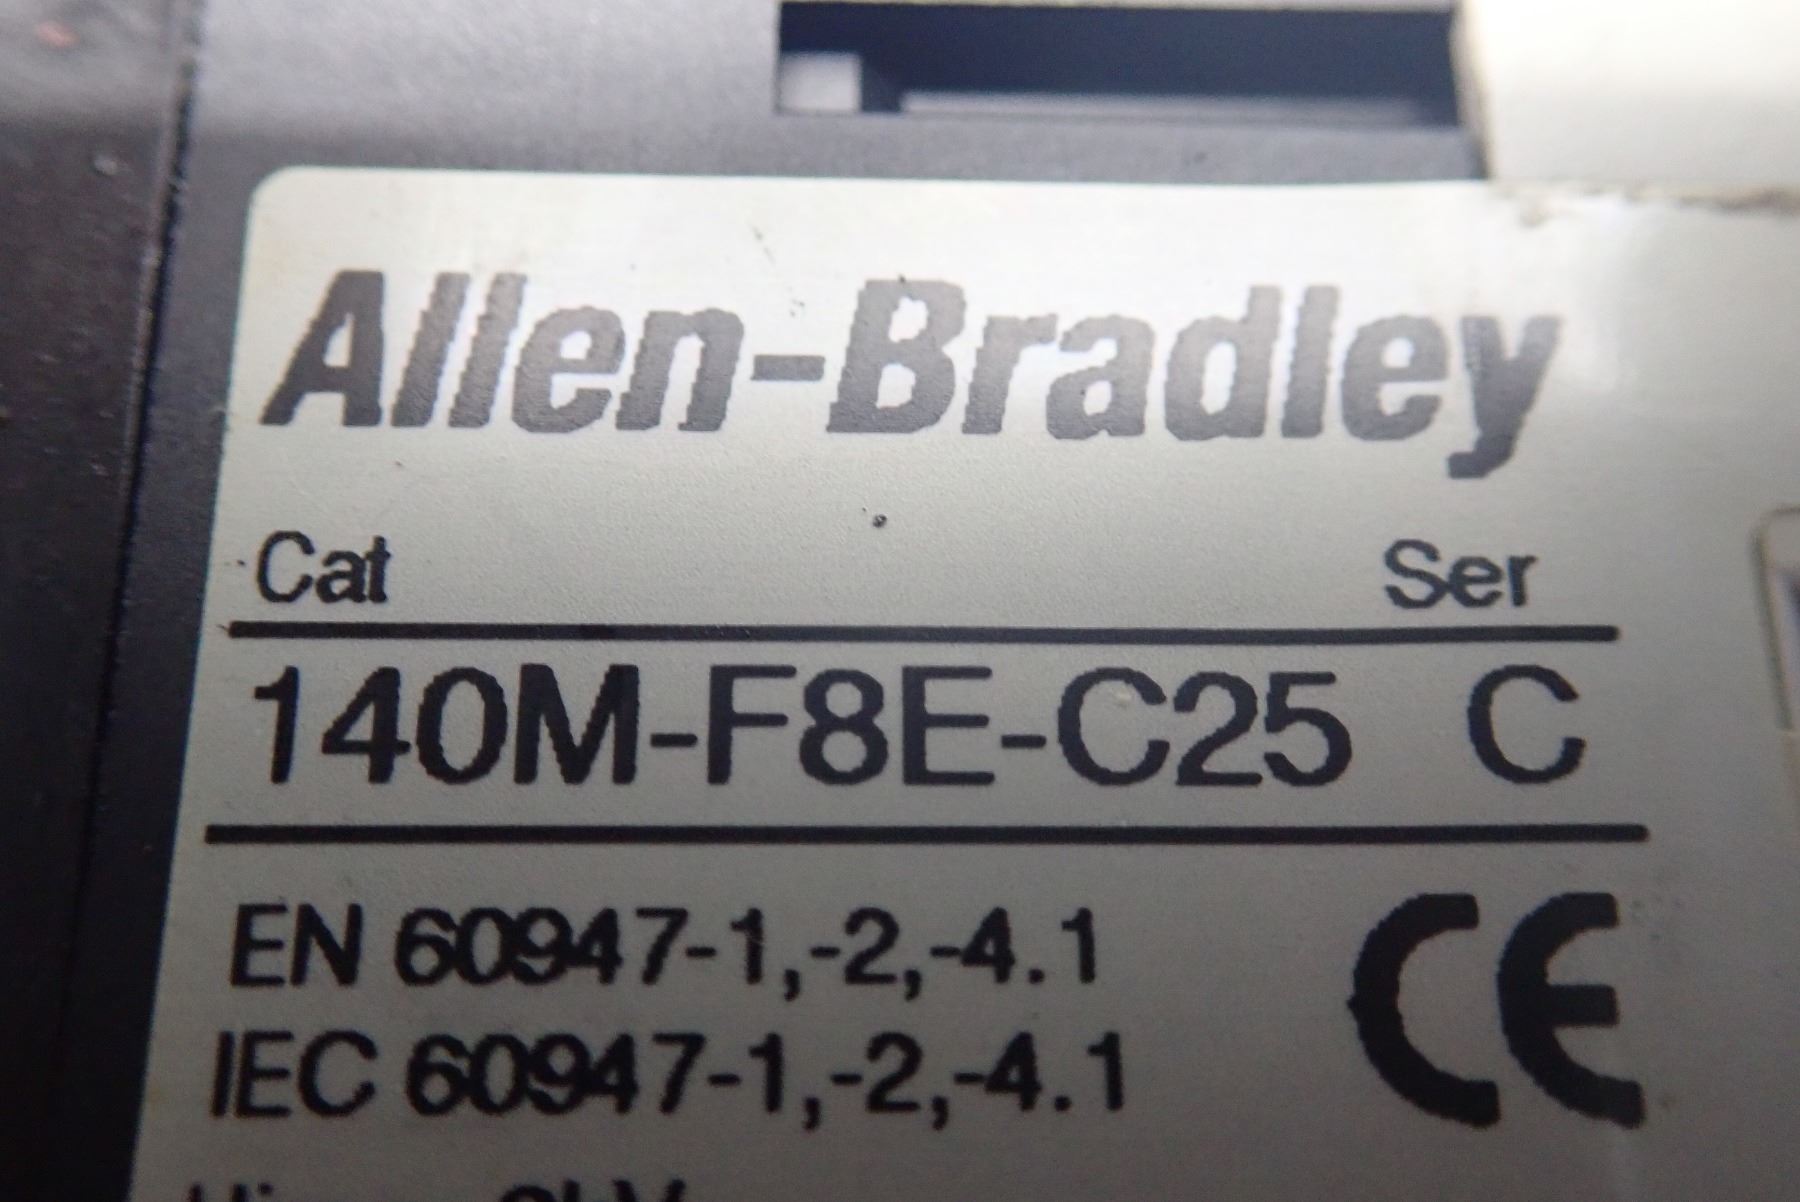 Allen-Bradley
Cat Ser
140M-F8E-C25 C
EN 60947-1,-2,-4.1
IEC 60947-1,-2,-4.1
CE